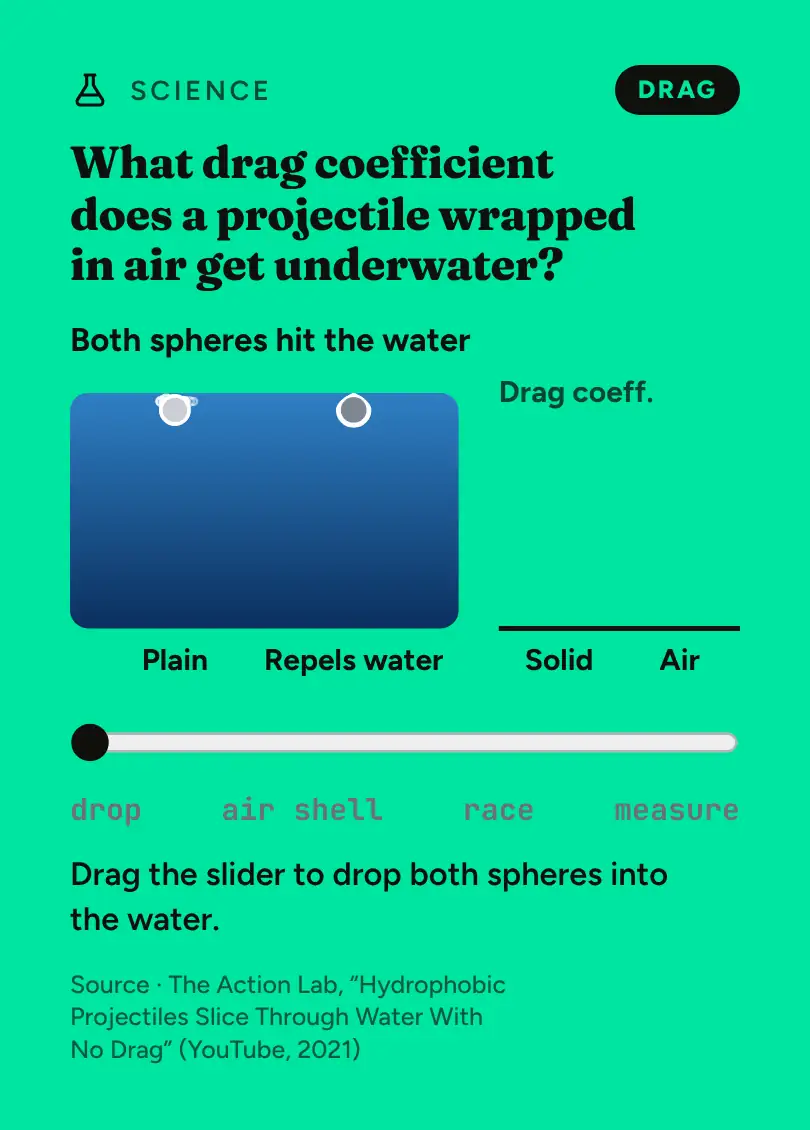 SCIENCE
DRAG
What drag coefficient
does a projectile wrapped
in air get underwater?
Both spheres hit the water
Drag coeff.
Plain
Repels water
Solid
Air
drop
air shell
race
measure
Drag the slider to drop both spheres into
the water.
Source · The Action Lab, “Hydrophobic
Projectiles Slice Through Water With
No Drag” (YouTube, 2021)